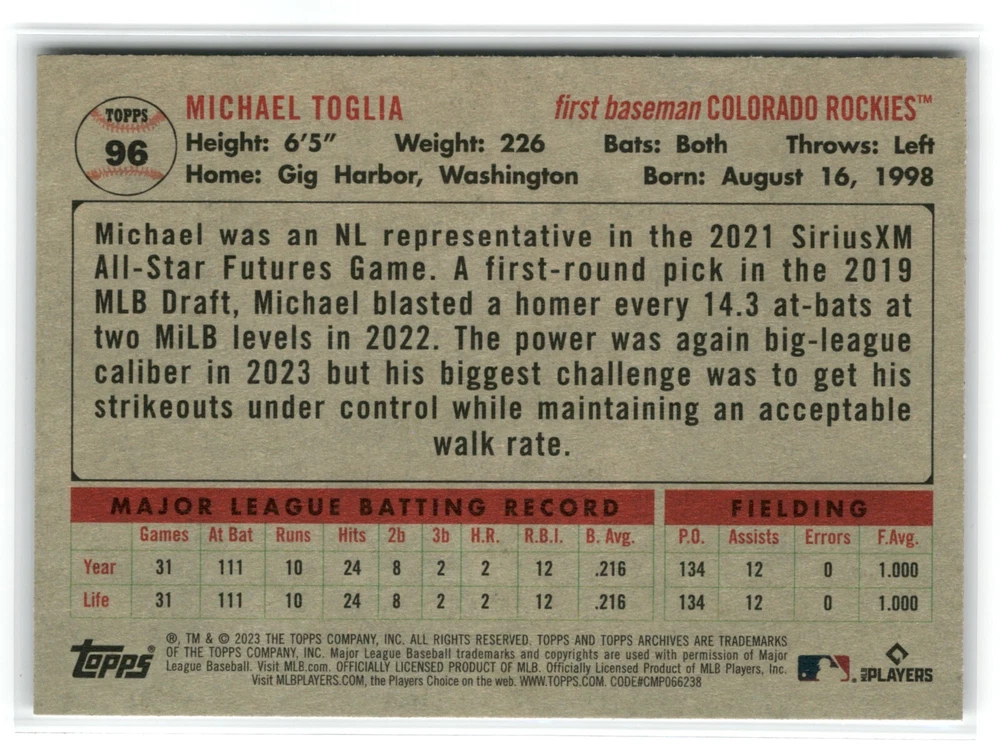 TOPPS
96
MICHAEL TOGLIA first baseman COLORADO ROCKIES™
Height: 6'5" Weight: 226 Bats: Both Throws: Left
Home: Gig Harbor, Washington Born: August 16, 1998
Michael was an NL representative in the 2021 SiriusXM
All-Star Futures Game. A first-round pick in the 2019
MLB Draft, Michael blasted a homer every 14.3 at-bats at
two MiLB levels in 2022. The power was again big-league
caliber in 2023 but his biggest challenge was to get his
strikeouts under control while maintaining an acceptable
walk rate.
MAJOR LEAGUE BATTING RECORD FIELDING
Games At Bat Runs Hits 2b 3b H.R. R.B.I. B. Avg. P.O. Assists Errors F.Avg.
Year 31 111 10 24 8 2 2 12 .216 134 12 0 1.000
Life 31 111 10 24 8 2 2 12 .216 134 12 0 1.000
Topps®
®, TM & © 2023 THE TOPPS COMPANY, INC. ALL RIGHTS RESERVED. TOPPS AND TOPPS ARCHIVES ARE TRADEMARKS
OF THE TOPPS COMPANY, INC. Major League Baseball trademarks and copyrights are used with permission of Major
League Baseball. Visit MLB.com. OFFICIALLY LICENSED PRODUCT OF MLB. Officially Licensed Product of MLB Players, Inc.
Visit MLBPLAYERS.COM, the Players Choice on the web. WWW.TOPPS.COM. CODE#CMP066238
MLB PLAYERS